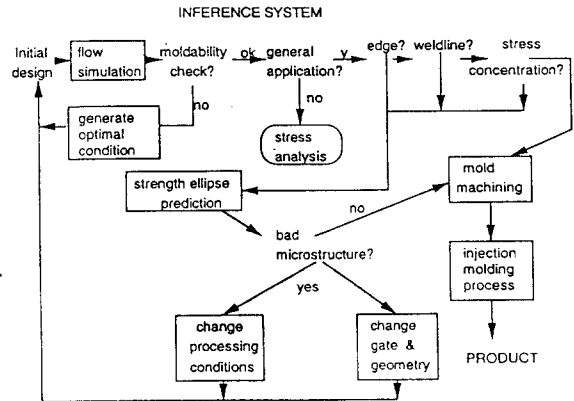 INFERENCE SYSTEM
Initial
design
flow
simulation
moldability
check?
ok
general
application?
y
edge?
weldline?
stress
concentration?
no
generate
optimal
condition
no
stress
analysis
strength ellipse
prediction
no
mold
machining
bad
microstructure?
injection
molding
process
yes
change
processing
conditions
change
gate &
geometry
PRODUCT